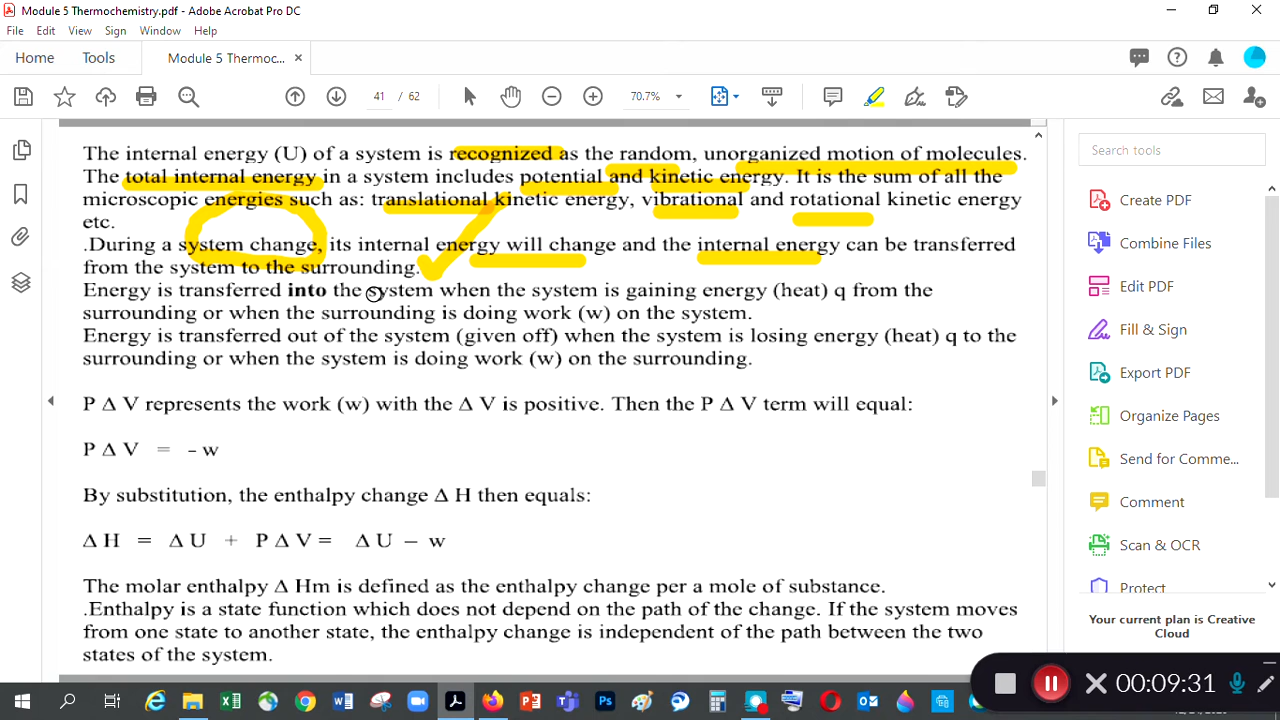 Module 5 Thermochemistry.pdf - Adobe Acrobat Pro DC
File Edit View Sign Window Help
Home Tools Module 5 Thermoc... ×
41 / 62 70.7%
The internal energy (U) of a system is recognized as the random, unorganized motion of molecules.
The total internal energy in a system includes potential and kinetic energy. It is the sum of all the
microscopic energies such as: translational kinetic energy, vibrational and rotational kinetic energy
etc.
.During a system change, its internal energy will change and the internal energy can be transferred
from the system to the surrounding.
Energy is transferred into the system when the system is gaining energy (heat) q from the
surrounding or when the surrounding is doing work (w) on the system.
Energy is transferred out of the system (given off) when the system is losing energy (heat) q to the
surrounding or when the system is doing work (w) on the surrounding.
P Δ V represents the work (w) with the Δ V is positive. Then the P Δ V term will equal:
P Δ V = - w
By substitution, the enthalpy change Δ H then equals:
Δ H = Δ U + P Δ V = Δ U – w
The molar enthalpy Δ Hm is defined as the enthalpy change per a mole of substance.
.Enthalpy is a state function which does not depend on the path of the change. If the system moves
from one state to another state, the enthalpy change is independent of the path between the two
states of the system.
Search tools
Create PDF
Combine Files
Edit PDF
Fill & Sign
Export PDF
Organize Pages
Send for Comme...
Comment
Scan & OCR
Protect
Your current plan is Creative
Cloud
00:09:31